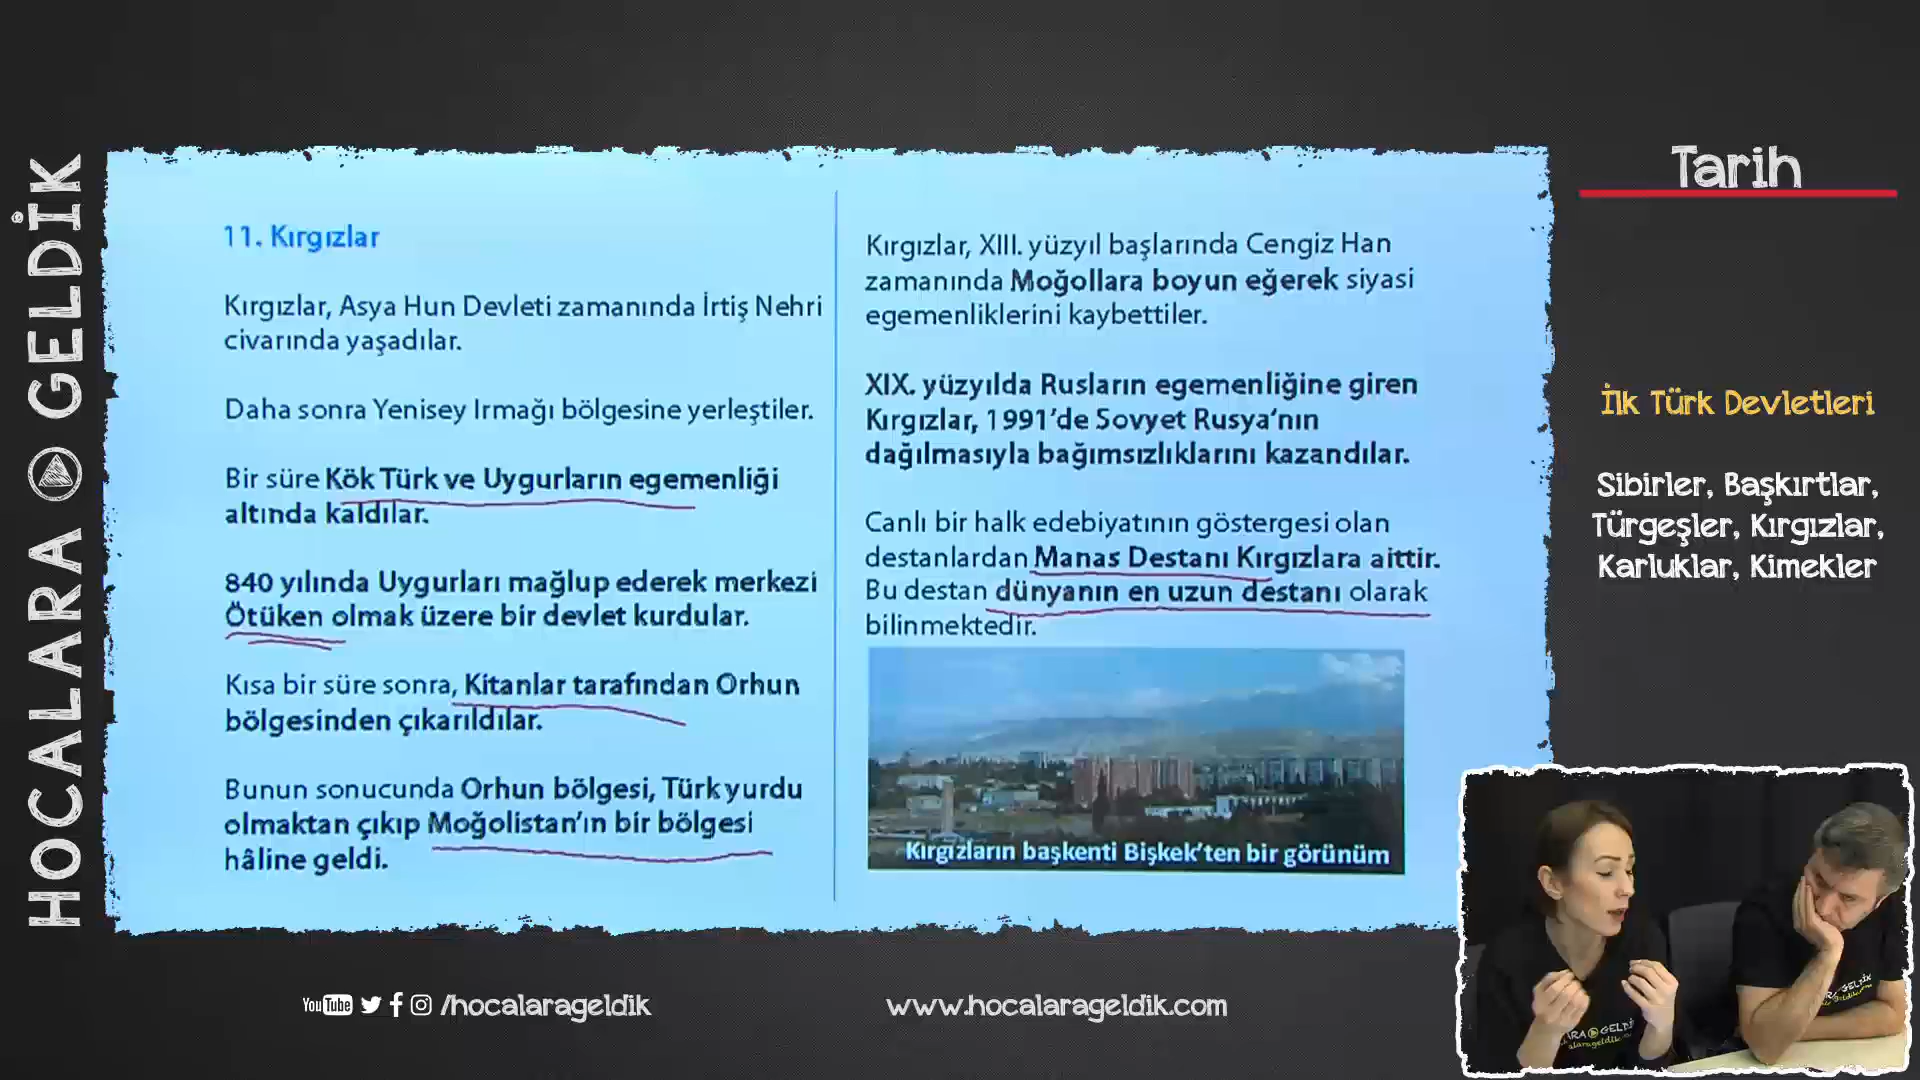 HOCALARA GELDİK
11. Kırgızlar
Kırgızlar, Asya Hun Devleti zamanında İrtiş Nehri
civarında yaşadılar.
Daha sonra Yenisey Irmağı bölgesine yerleştiler.
Bir süre Kök Türk ve Uygurların egemenliği
altında kaldılar.
840 yılında Uygurları mağlup ederek merkezi
Ötüken olmak üzere bir devlet kurdular.
Kısa bir süre sonra, Kitanlar tarafından Orhun
bölgesinden çıkarıldılar.
Bunun sonucunda Orhun bölgesi, Türk yurdu
olmaktan çıkıp Moğolistan'ın bir bölgesi
hâline geldi.
Kırgızlar, XIII. yüzyıl başlarında Cengiz Han
zamanında Moğollara boyun eğerek siyasi
egemenliklerini kaybettiler.
XIX. yüzyılda Rusların egemenliğine giren
Kırgızlar, 1991'de Sovyet Rusya'nın
dağılmasıyla bağımsızlıklarını kazandılar.
Canlı bir halk edebiyatının göstergesi olan
destanlardan Manas Destanı Kırgızlara aittir.
Bu destan dünyanın en uzun destanı olarak
bilinmektedir.
Kırgızların başkenti Bişkek'ten bir görünüm
Tarih
İlk Türk Devletleri
Sibirler, Başkırtlar,
Türgeşler, Kırgızlar,
Karluklar, Kimekler
YouTube /hocalarageldik
www.hocalarageldik.com